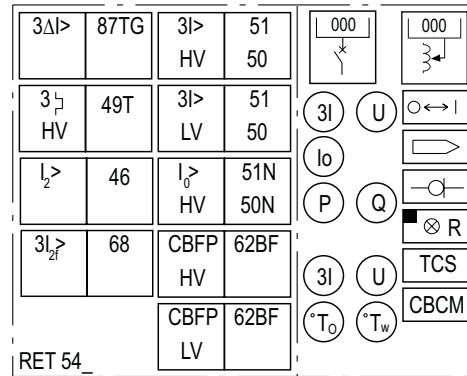 3ΔI> 87TG 3I> 51 000 000
HV 50
3 49T 3I> 51 3I U O ↔ I
HV LV 50
Io
I2> 46 I0> 51N
HV 50N P Q
3I2f> 68 CBFP 62BF ⊗ R
HV 3I U TCS
CBFP 62BF °To °Tw CBCM
LV
RET 54_